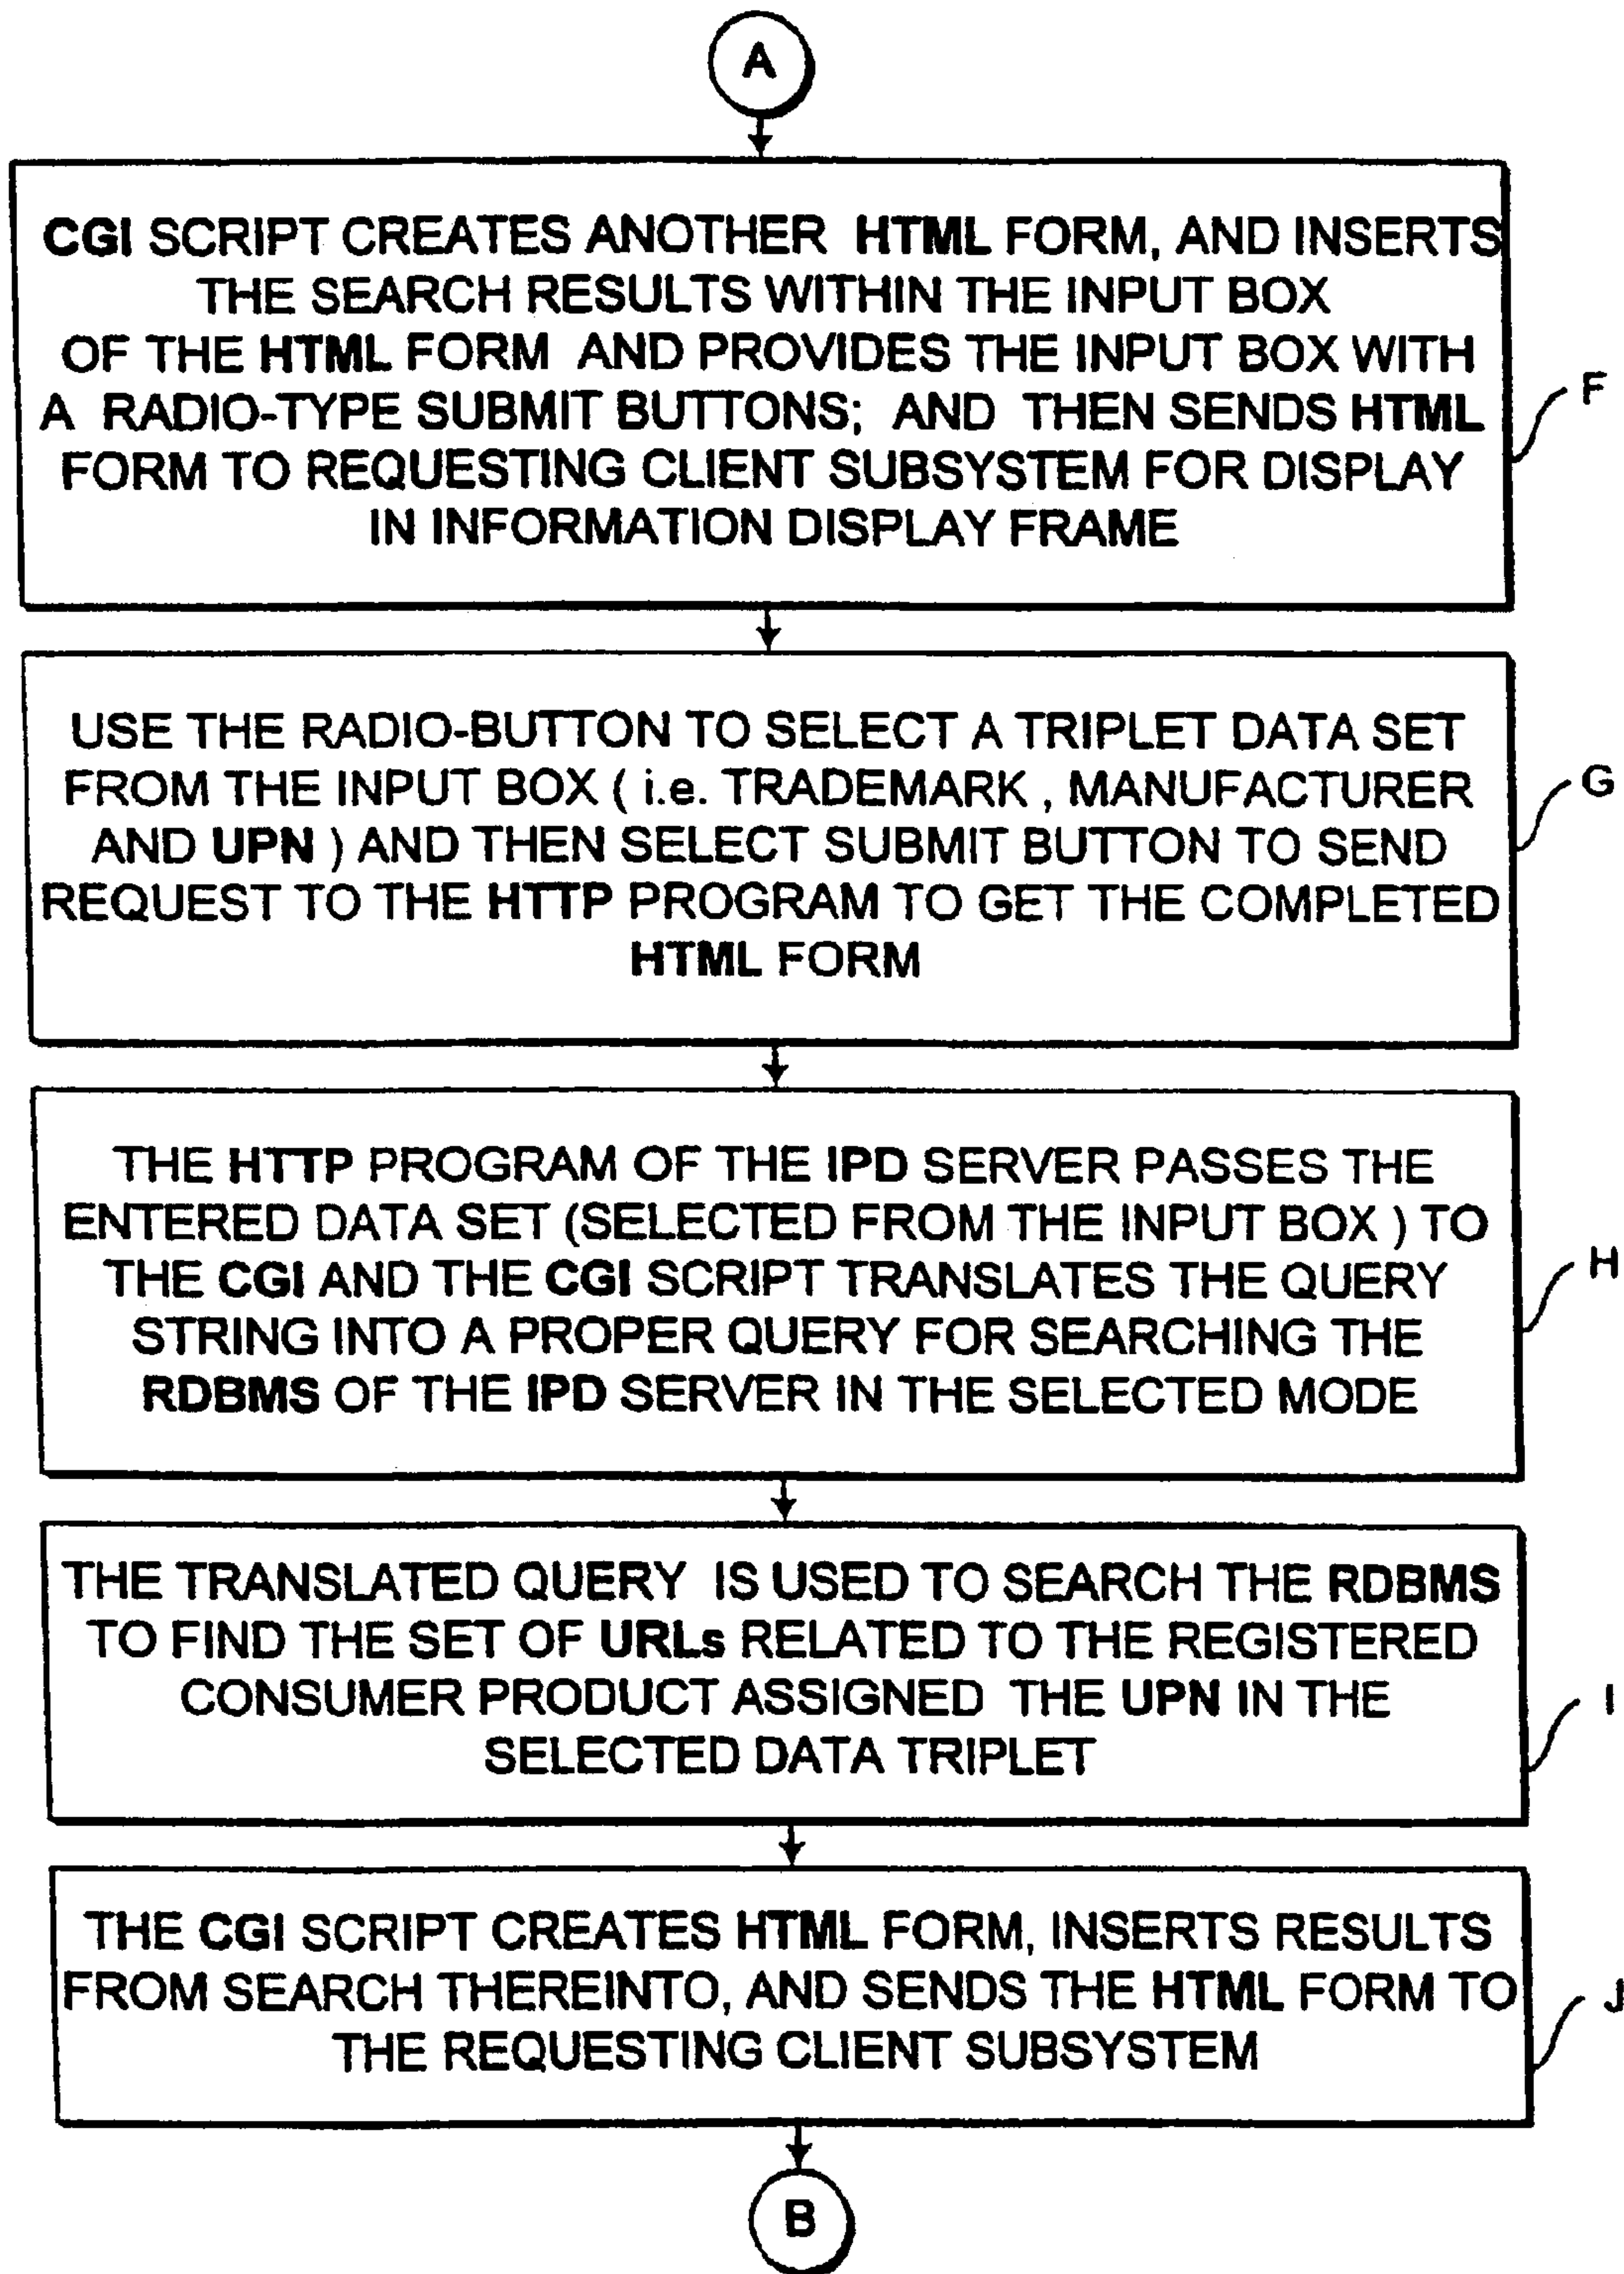 A
CGI SCRIPT CREATES ANOTHER HTML FORM, AND INSERTS
THE SEARCH RESULTS WITHIN THE INPUT BOX
OF THE HTML FORM AND PROVIDES THE INPUT BOX WITH
A RADIO-TYPE SUBMIT BUTTONS; AND THEN SENDS HTML
FORM TO REQUESTING CLIENT SUBSYSTEM FOR DISPLAY
IN INFORMATION DISPLAY FRAME
F
USE THE RADIO-BUTTON TO SELECT A TRIPLET DATA SET
FROM THE INPUT BOX ( i.e. TRADEMARK , MANUFACTURER
AND UPN ) AND THEN SELECT SUBMIT BUTTON TO SEND
REQUEST TO THE HTTP PROGRAM TO GET THE COMPLETED
HTML FORM
G
THE HTTP PROGRAM OF THE IPD SERVER PASSES THE
ENTERED DATA SET (SELECTED FROM THE INPUT BOX ) TO
THE CGI AND THE CGI SCRIPT TRANSLATES THE QUERY
STRING INTO A PROPER QUERY FOR SEARCHING THE
RDBMS OF THE IPD SERVER IN THE SELECTED MODE
H
THE TRANSLATED QUERY IS USED TO SEARCH THE RDBMS
TO FIND THE SET OF URLs RELATED TO THE REGISTERED
CONSUMER PRODUCT ASSIGNED THE UPN IN THE
SELECTED DATA TRIPLET
I
THE CGI SCRIPT CREATES HTML FORM, INSERTS RESULTS
FROM SEARCH THEREINTO, AND SENDS THE HTML FORM TO
THE REQUESTING CLIENT SUBSYSTEM
J
B